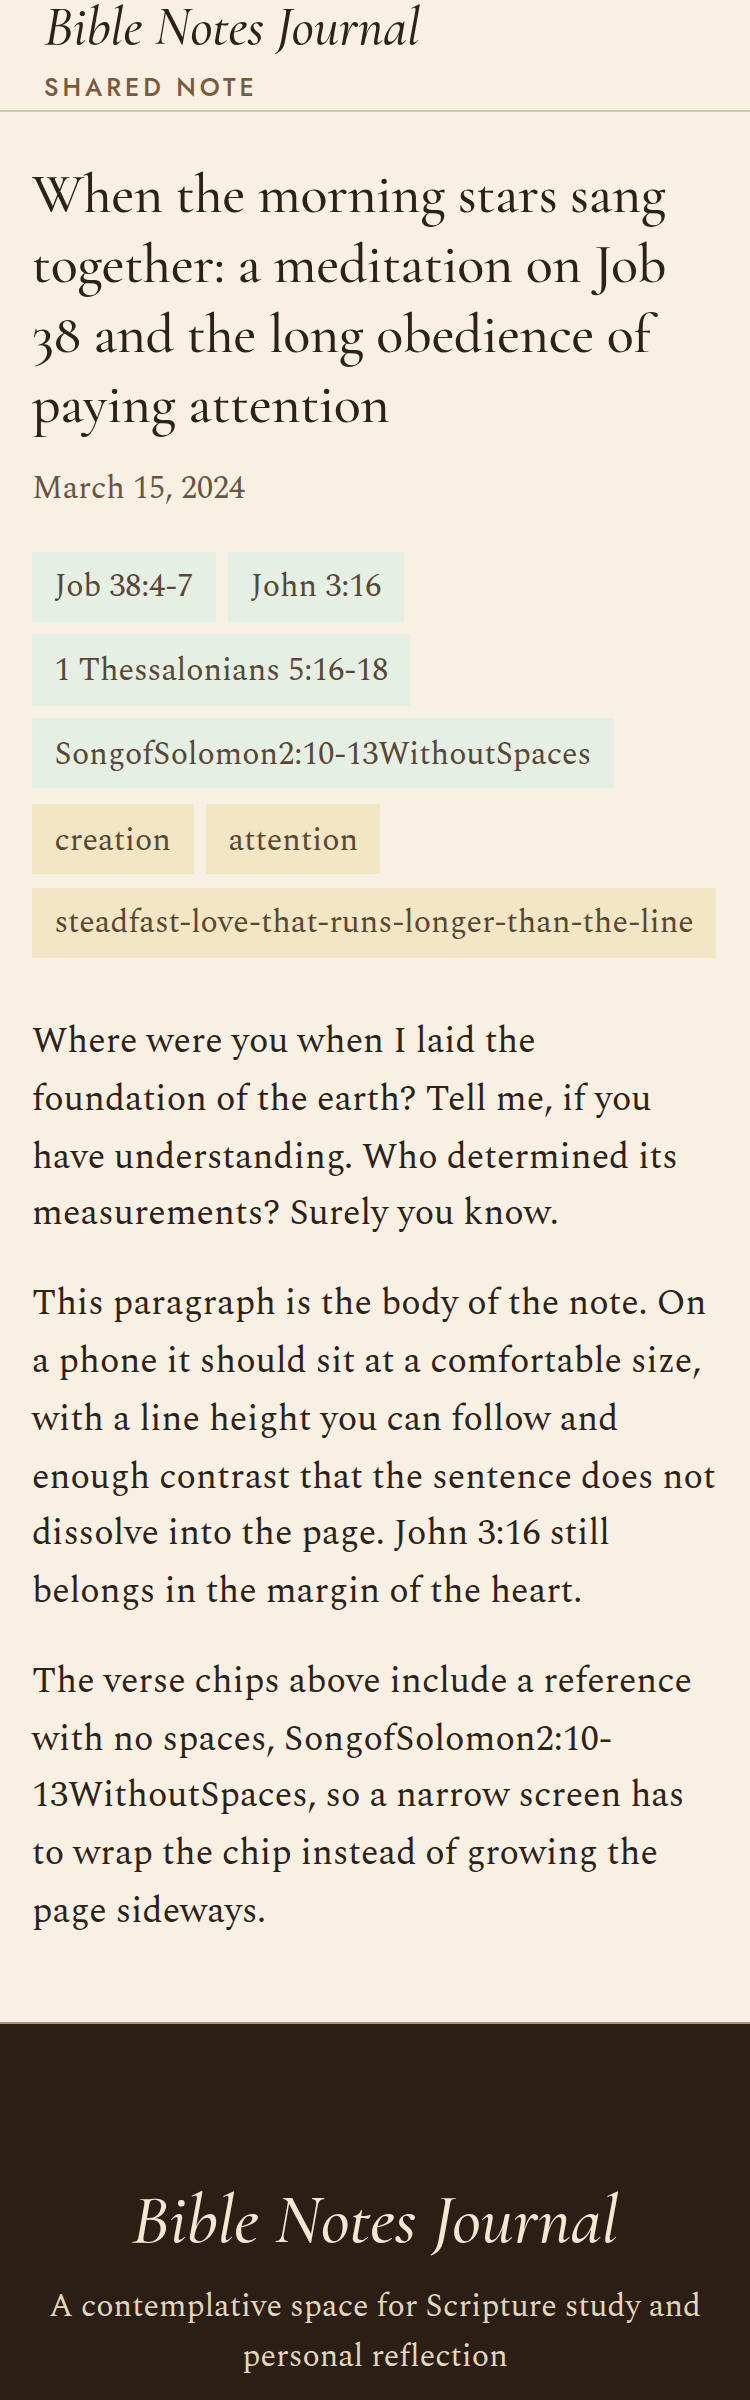 Bible Notes Journal
SHARED NOTE
When the morning stars sang
together: a meditation on Job
38 and the long obedience of
paying attention
March 15, 2024
Job 38:4-7 John 3:16
1 Thessalonians 5:16-18
SongofSolomon2:10-13WithoutSpaces
creation attention
steadfast-love-that-runs-longer-than-the-line
Where were you when I laid the
foundation of the earth? Tell me, if you
have understanding. Who determined its
measurements? Surely you know.
This paragraph is the body of the note. On
a phone it should sit at a comfortable size,
with a line height you can follow and
enough contrast that the sentence does not
dissolve into the page. John 3:16 still
belongs in the margin of the heart.
The verse chips above include a reference
with no spaces, SongofSolomon2:10-
13WithoutSpaces, so a narrow screen has
to wrap the chip instead of growing the
page sideways.
Bible Notes Journal
A contemplative space for Scripture study and
personal reflection